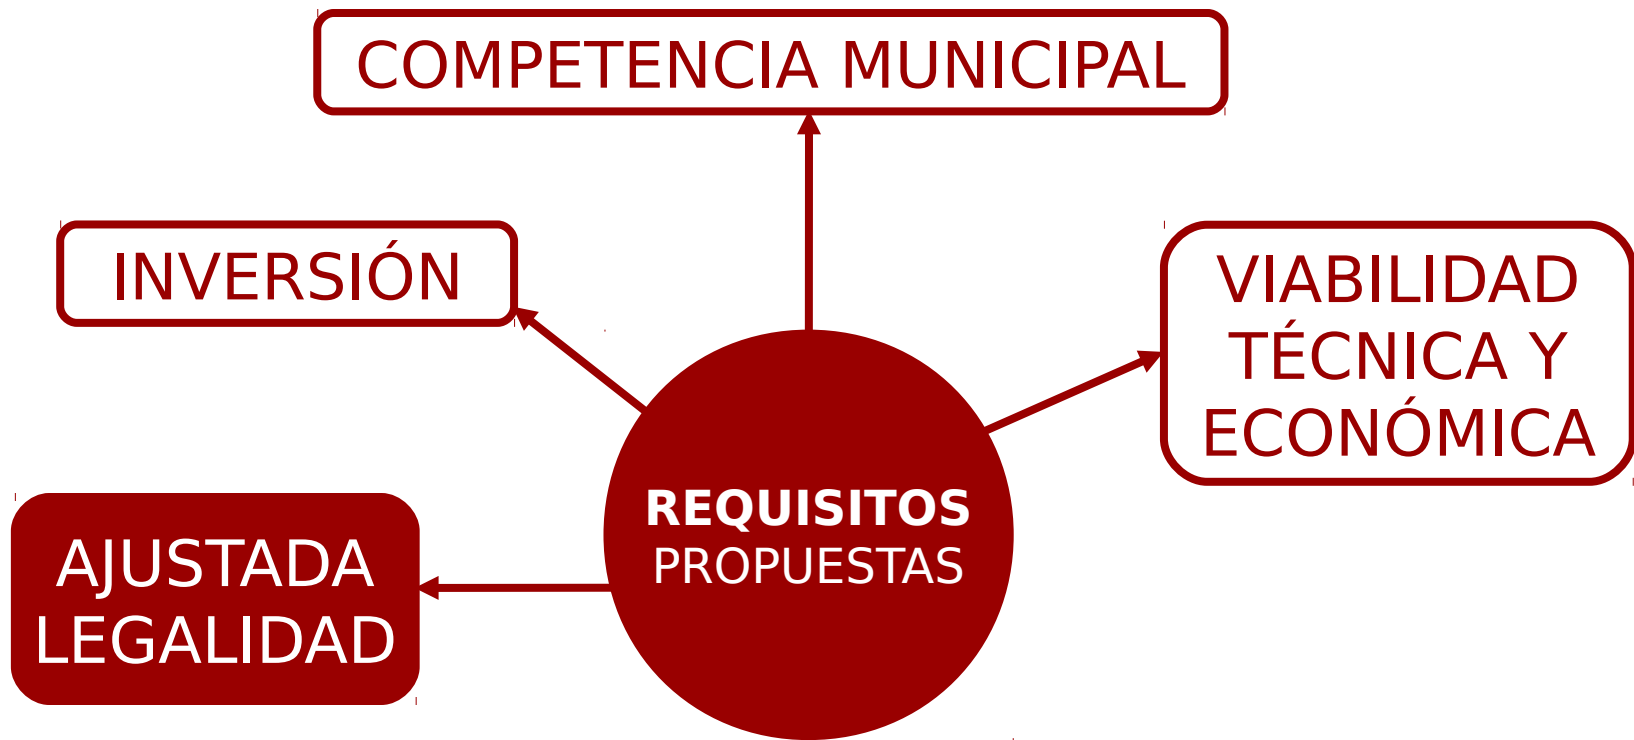 COMPETENCIA MUNICIPAL
INVERSIÓN
VIABILIDAD
TÉCNICA Y
ECONÓMICA
REQUISITOS
PROPUESTAS
AJUSTADA
LEGALIDAD